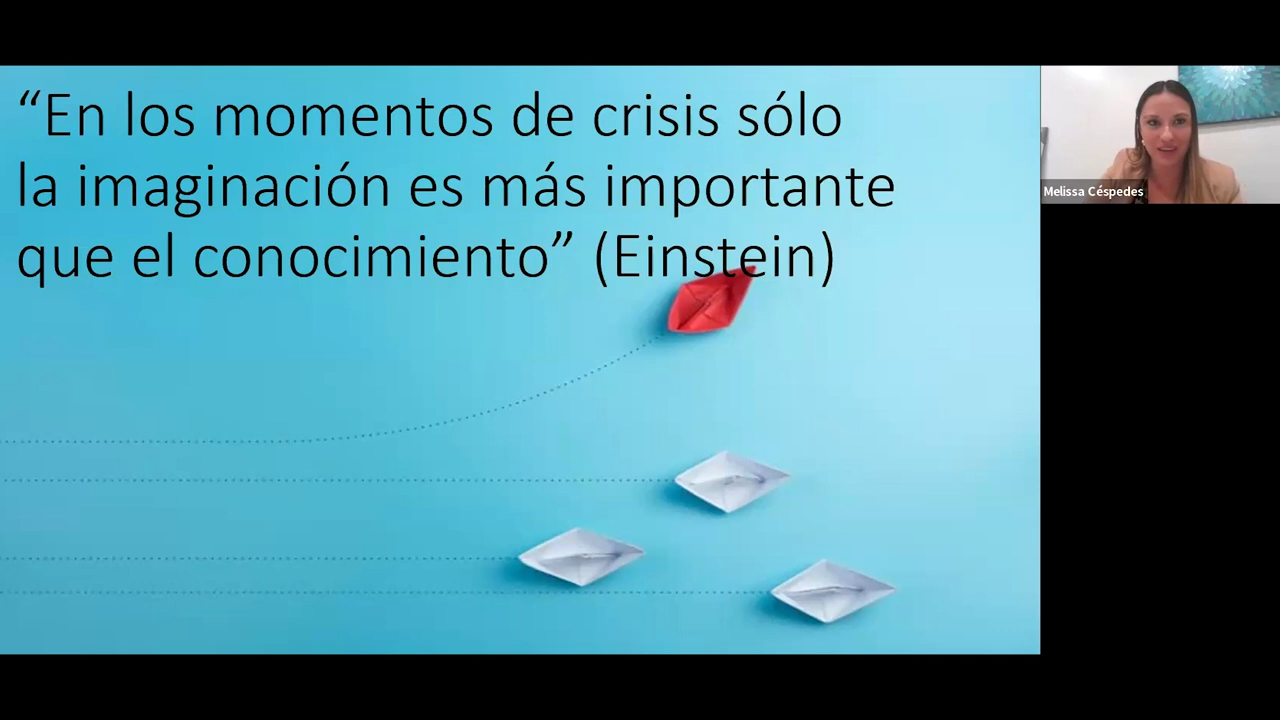 “En los momentos de crisis sólo
la imaginación es más importante
que el conocimiento” (Einstein)
Melissa Céspedes